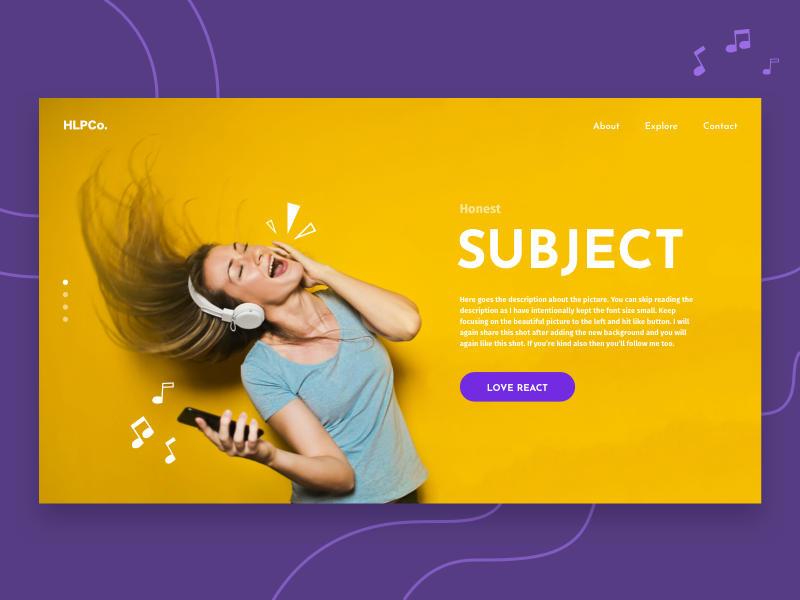 HLPCo.
About Explore Contact
Honest
SUBJECT
Here goes the description about the picture. You can skip reading the
description as I have intentionally kept the font size small. Keep
focusing on the beautiful picture to the left and hit like button. I will
again share this shot after adding the new background and you will
again like this shot. If you're kind also then you'll follow me too.
LOVE REACT